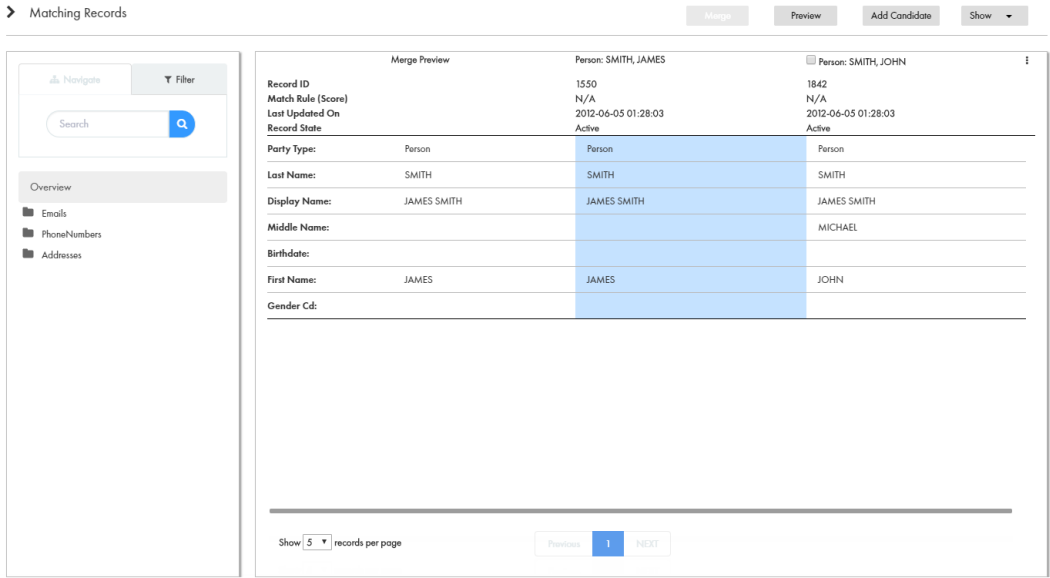 Matching Records
Merge Preview Add Candidate Show
Navigate Filter
Search
Overview
Emails
PhoneNumbers
Addresses
Merge Preview Person: SMITH, JAMES Person: SMITH, JOHN
Record ID 1550 1842
Match Rule (Score) N/A N/A
Last Updated On 2012-06-05 01:28:03 2012-06-05 01:28:03
Record State Active Active
Party Type: Person Person Person
Last Name: SMITH SMITH SMITH
Display Name: JAMES SMITH JAMES SMITH JAMES SMITH
Middle Name: MICHAEL
Birthdate:
First Name: JAMES JAMES JOHN
Gender Cd:
Show 5 records per page Previous 1 NEXT